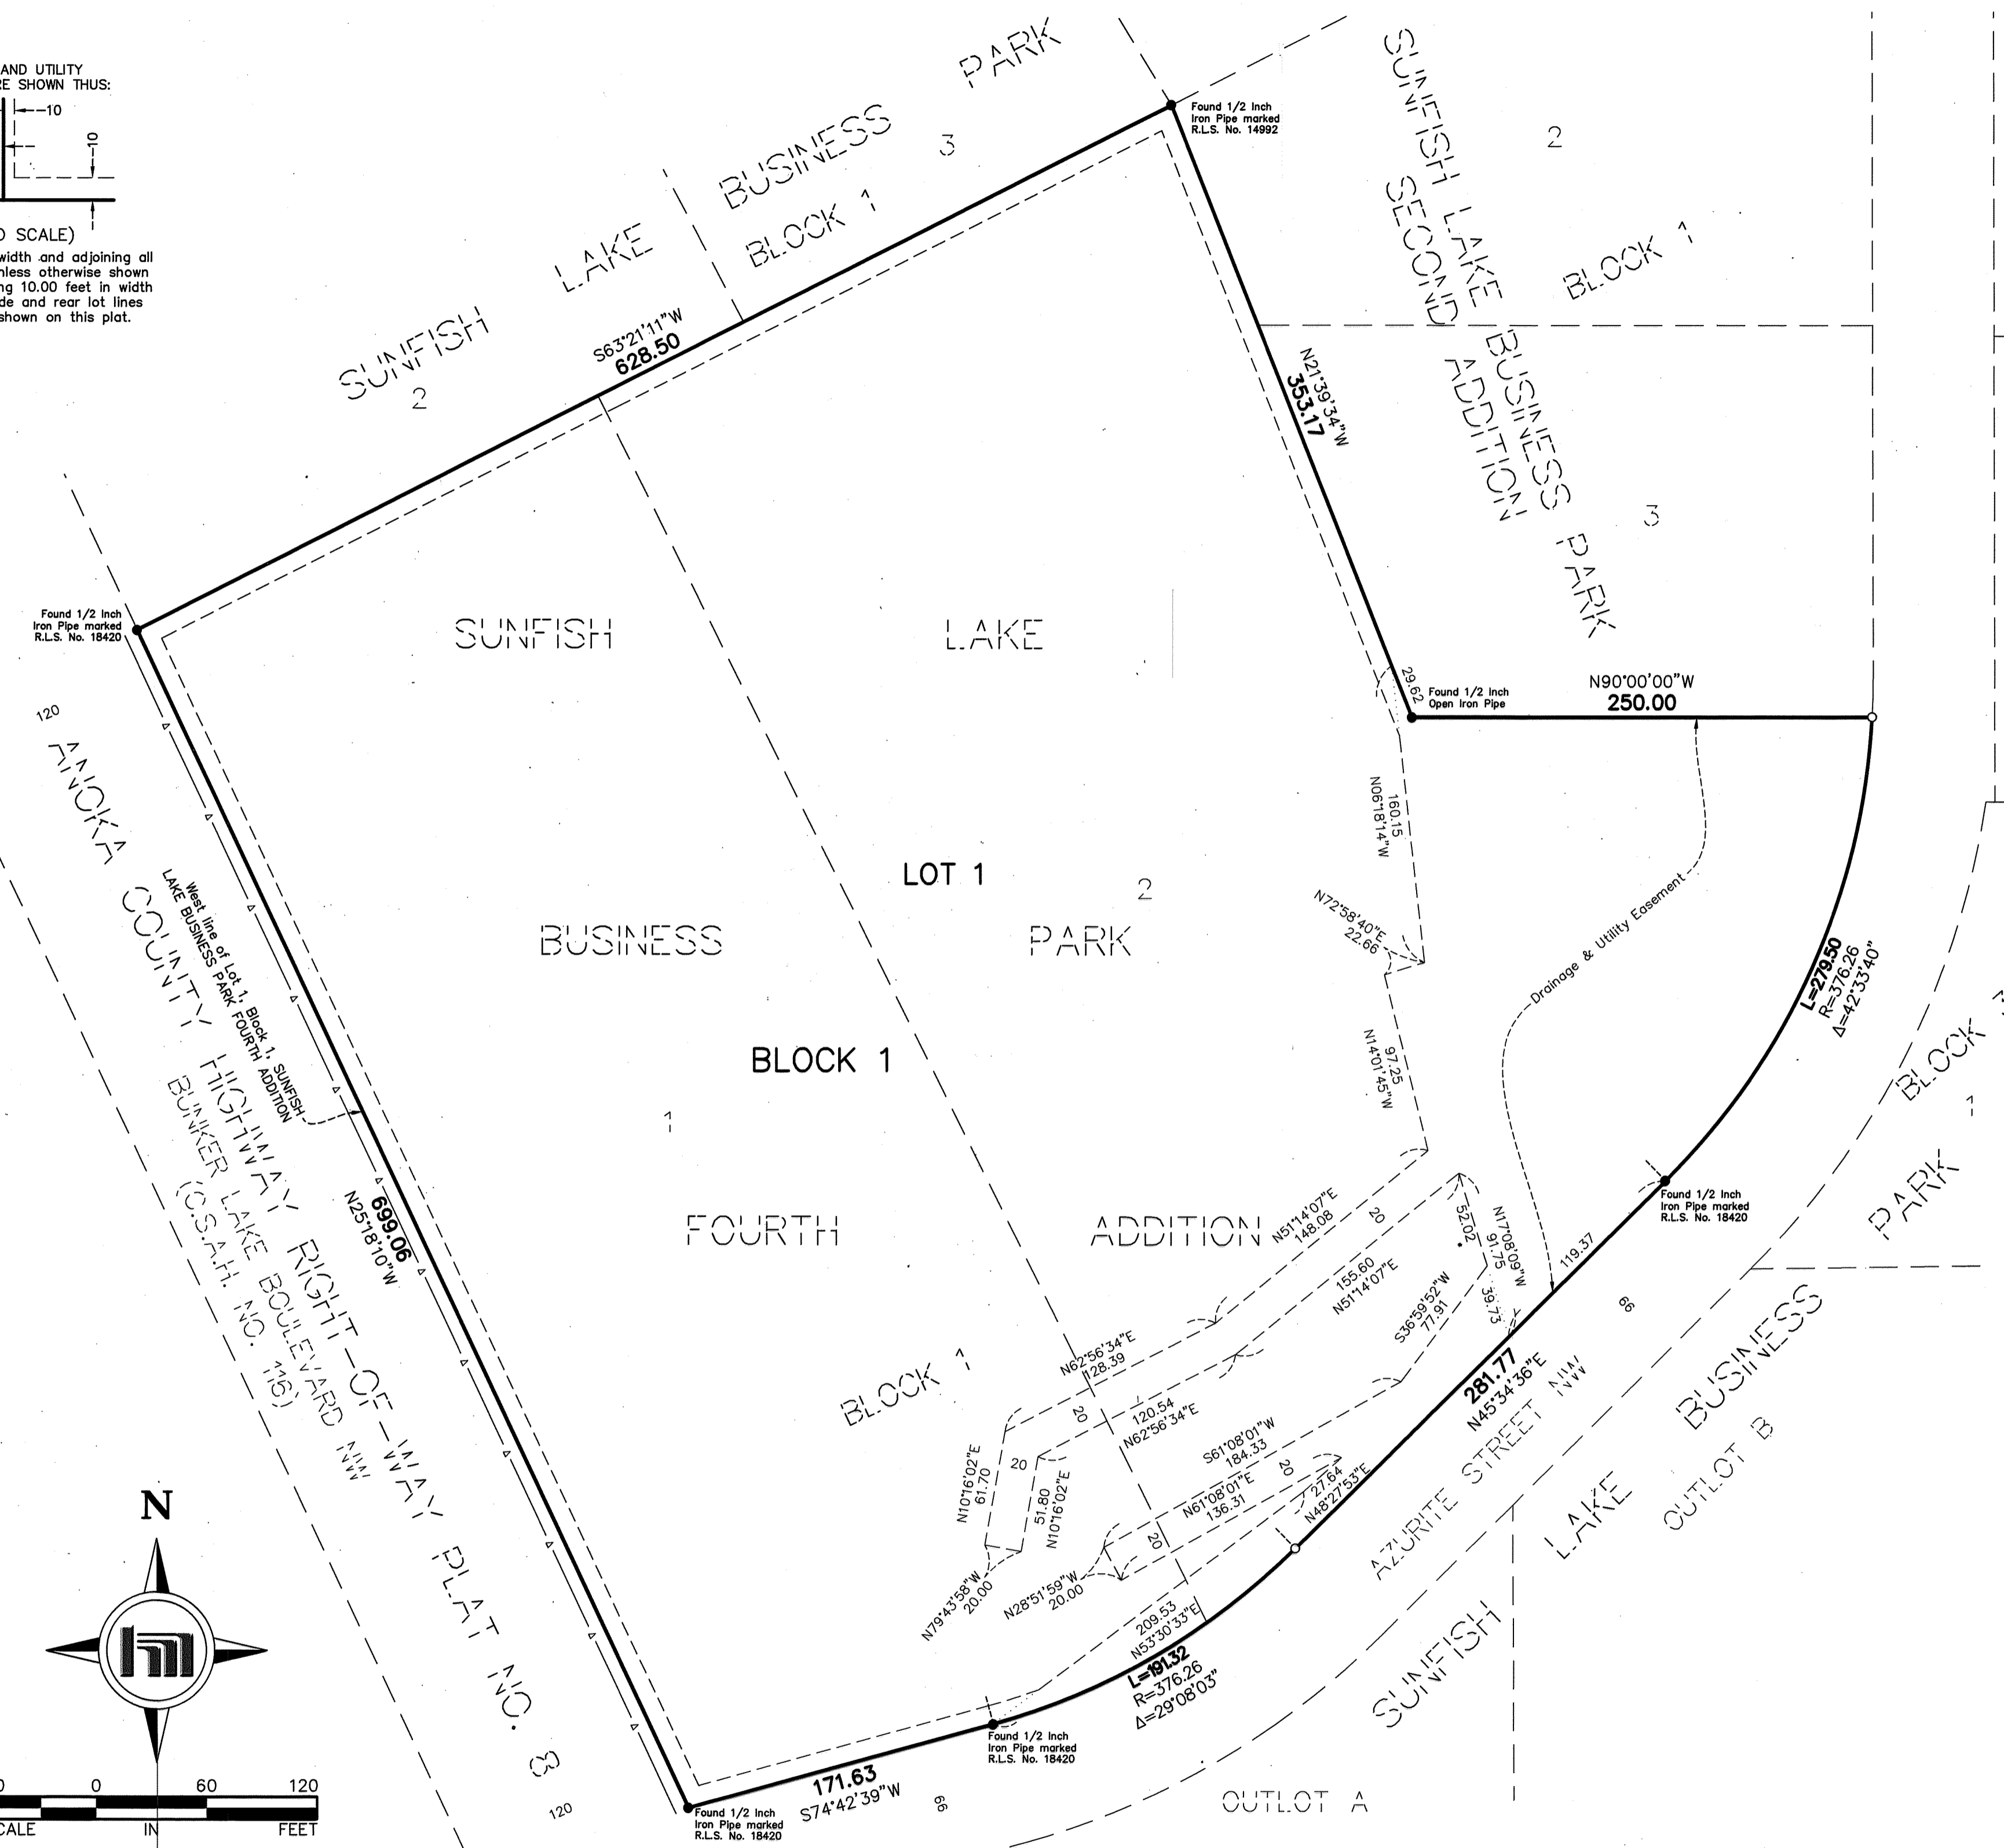 AND UTILITY
SHOWN THUS:
10
10
SCALE)
width and adjoining all
otherwise shown
10.00 feet in width
and rear lot lines
shown on this plat.
SUNFISH LAKE BUSINESS PARK
BLOCK 1
3
2
S63°21'11"W
628.50
Found 1/2 Inch
Iron Pipe marked
R.L.S. No. 14992
SUNFISH LAKE BUSINESS PARK
SECOND ADDITION
2
BLOCK 1
3
N21°39'34"W
353.17
29.62
Found 1/2 Inch
Open Iron Pipe
N90°00'00"W
250.00
Found 1/2 Inch
Iron Pipe marked
R.L.S. No. 18420
120
SUNFISH LAKE
BUSINESS PARK
FOURTH ADDITION
LOT 1
2
BLOCK 1
1
BLOCK 1
ANOKA COUNTY HIGHWAY RIGHT-OF-WAY PLAT NO. 3
BUNKER LAKE BOULEVARD NW
(C.S.A.H. NO. 116)
West line of Lot 1, Block 1, SUNFISH
LAKE BUSINESS PARK FOURTH ADDITION
699.06
N25°18'10"W
120
160.15
N06°18'14"W
N72°58'40"E
22.66
97.25
N14°01'45"W
Drainage & Utility Easement
L=279.50
R=376.26
Δ=42°33'40"
Found 1/2 Inch
Iron Pipe marked
R.L.S. No. 18420
N51°14'07"E
148.08
20
155.60
N51°14'07"E
52.02
N17°08'09"W
91.75
39.73
119.37
S36°59'52"W
77.91
N62°56'34"E
128.39
20
120.54
N62°56'34"E
S61°08'01"W
184.33
N61°08'01"E
136.31
20
27.64
N48°27'53"E
N10°16'02"E
61.70
20
51.80
N10°16'02"E
N79°43'58"W
20.00
N28°51'59"W
20.00
20
209.53
N53°30'33"E
281.77
N45°34'36"E
66
AZURITE STREET NW
L=191.32
R=376.26
Δ=29°08'03"
Found 1/2 Inch
Iron Pipe marked
R.L.S. No. 18420
171.63
S74°42'39"W
66
Found 1/2 Inch
Iron Pipe marked
R.L.S. No. 18420
SUNFISH LAKE BUSINESS PARK
BLOCK
1
OUTLOT B
OUTLOT A
N
0 60 120
IN FEET